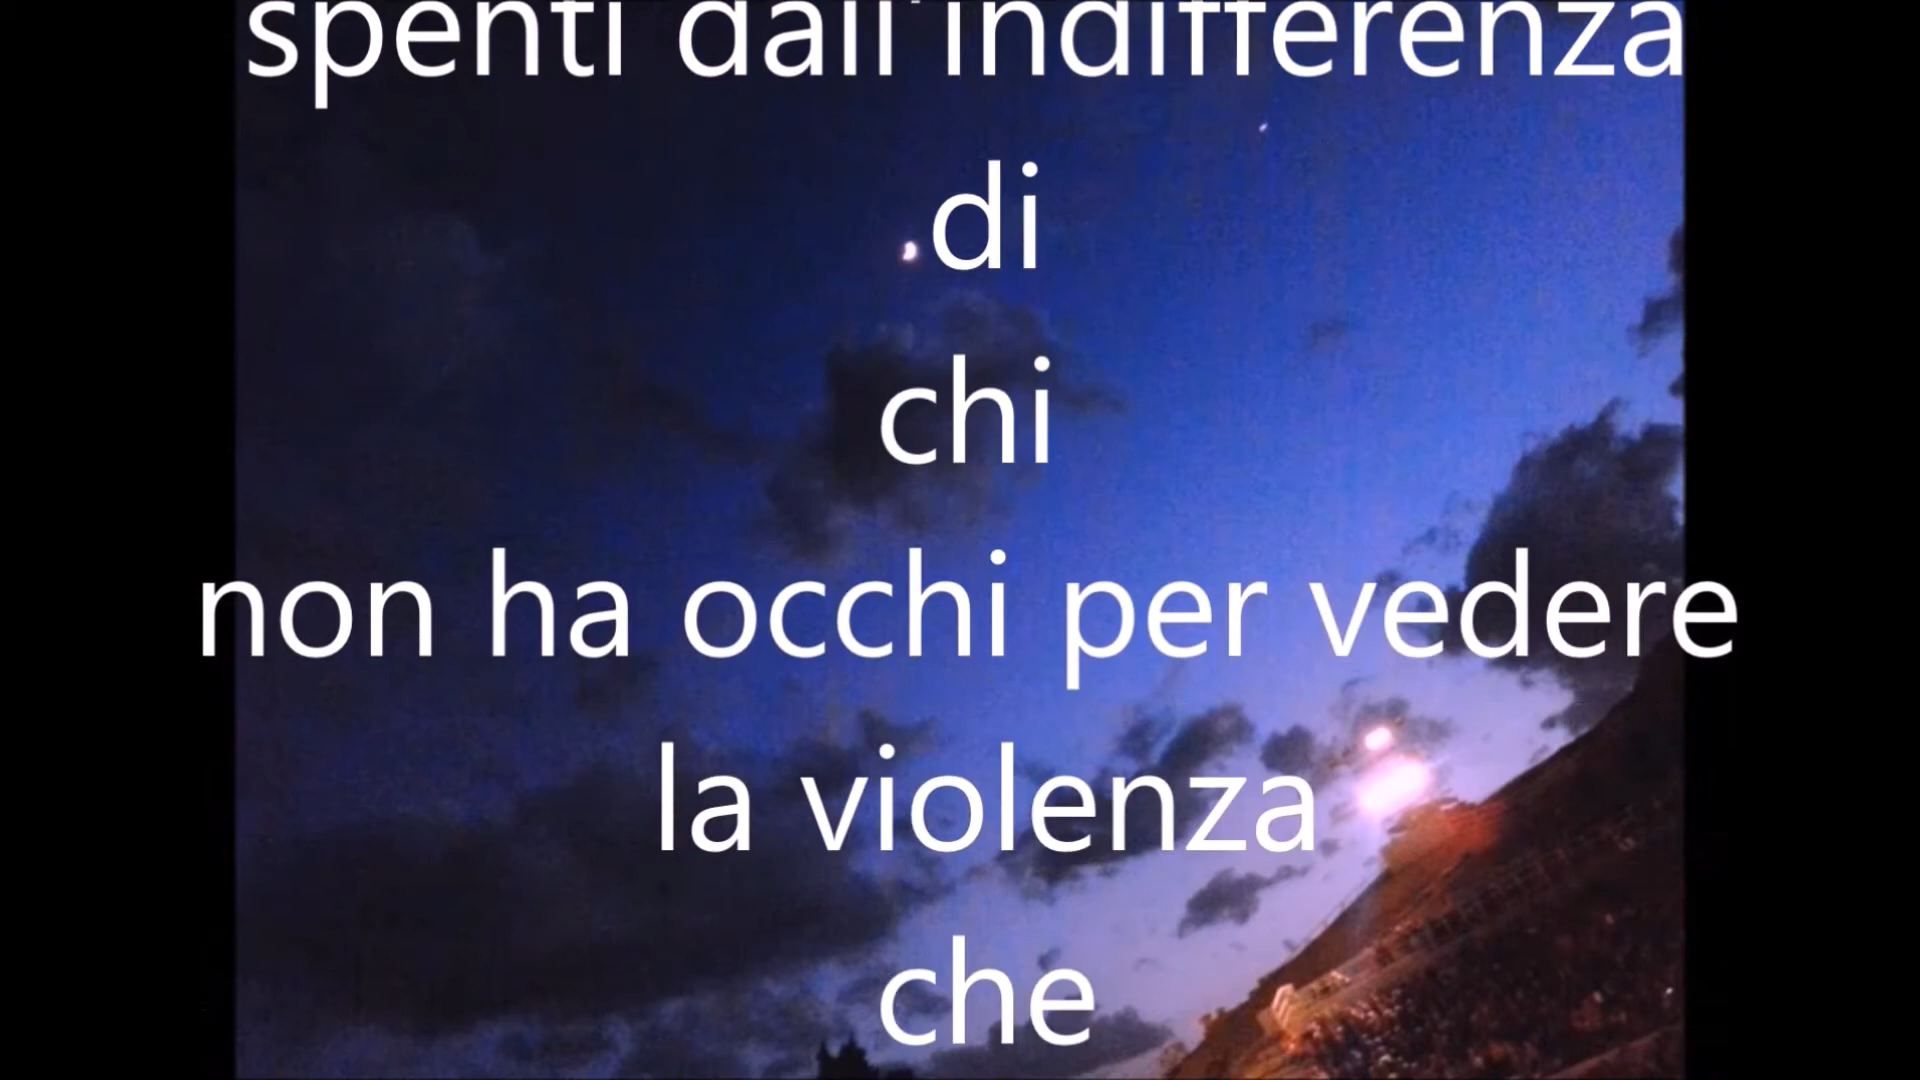 spenti dall'indifferenza
di
chi
non ha occhi per vedere
la violenza
che